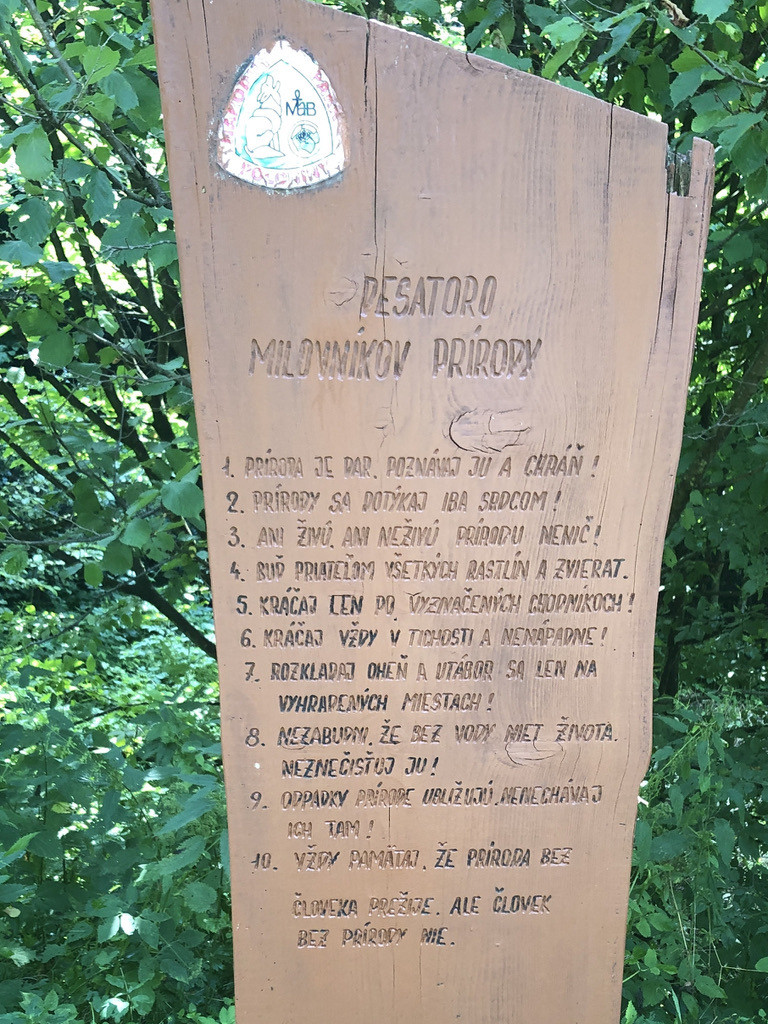 MaB
DESATORO
MILOVNÍKOV PRÍRODY
1. PRÍRODA JE DAR. POZNÁVAJ JU A CHRÁŇ!
2. PRÍRODY SA DOTÝKAJ IBA SRDCOM!
3. ANI ŽIVÚ, ANI NEŽIVÚ PRÍRODU NENIČ!
4. BUĎ PRIATEĽOM VŠETKÝCH RASTLÍN A ZVIERAT.
5. KRÁČAJ LEN PO VYZNAČENÝCH CHODNÍKOCH!
6. KRÁČAJ VŽDY V TICHOSTI A NENÁPADNE!
7. ROZKLADAJ OHEŇ A UTÁBOR SA LEN NA
VYHRADENÝCH MIESTACH!
8. NEZABUDNI, ŽE BEZ VODY NIET ŽIVOTA.
NEZNEČISŤUJ JU!
9. ODPADKY PRÍRODE UBLIŽUJÚ, NENECHÁVAJ
ICH TAM!
10. VŽDY PAMÄTAJ, ŽE PRÍRODA BEZ
ČLOVEKA PREŽIJE, ALE ČLOVEK
BEZ PRÍRODY NIE.